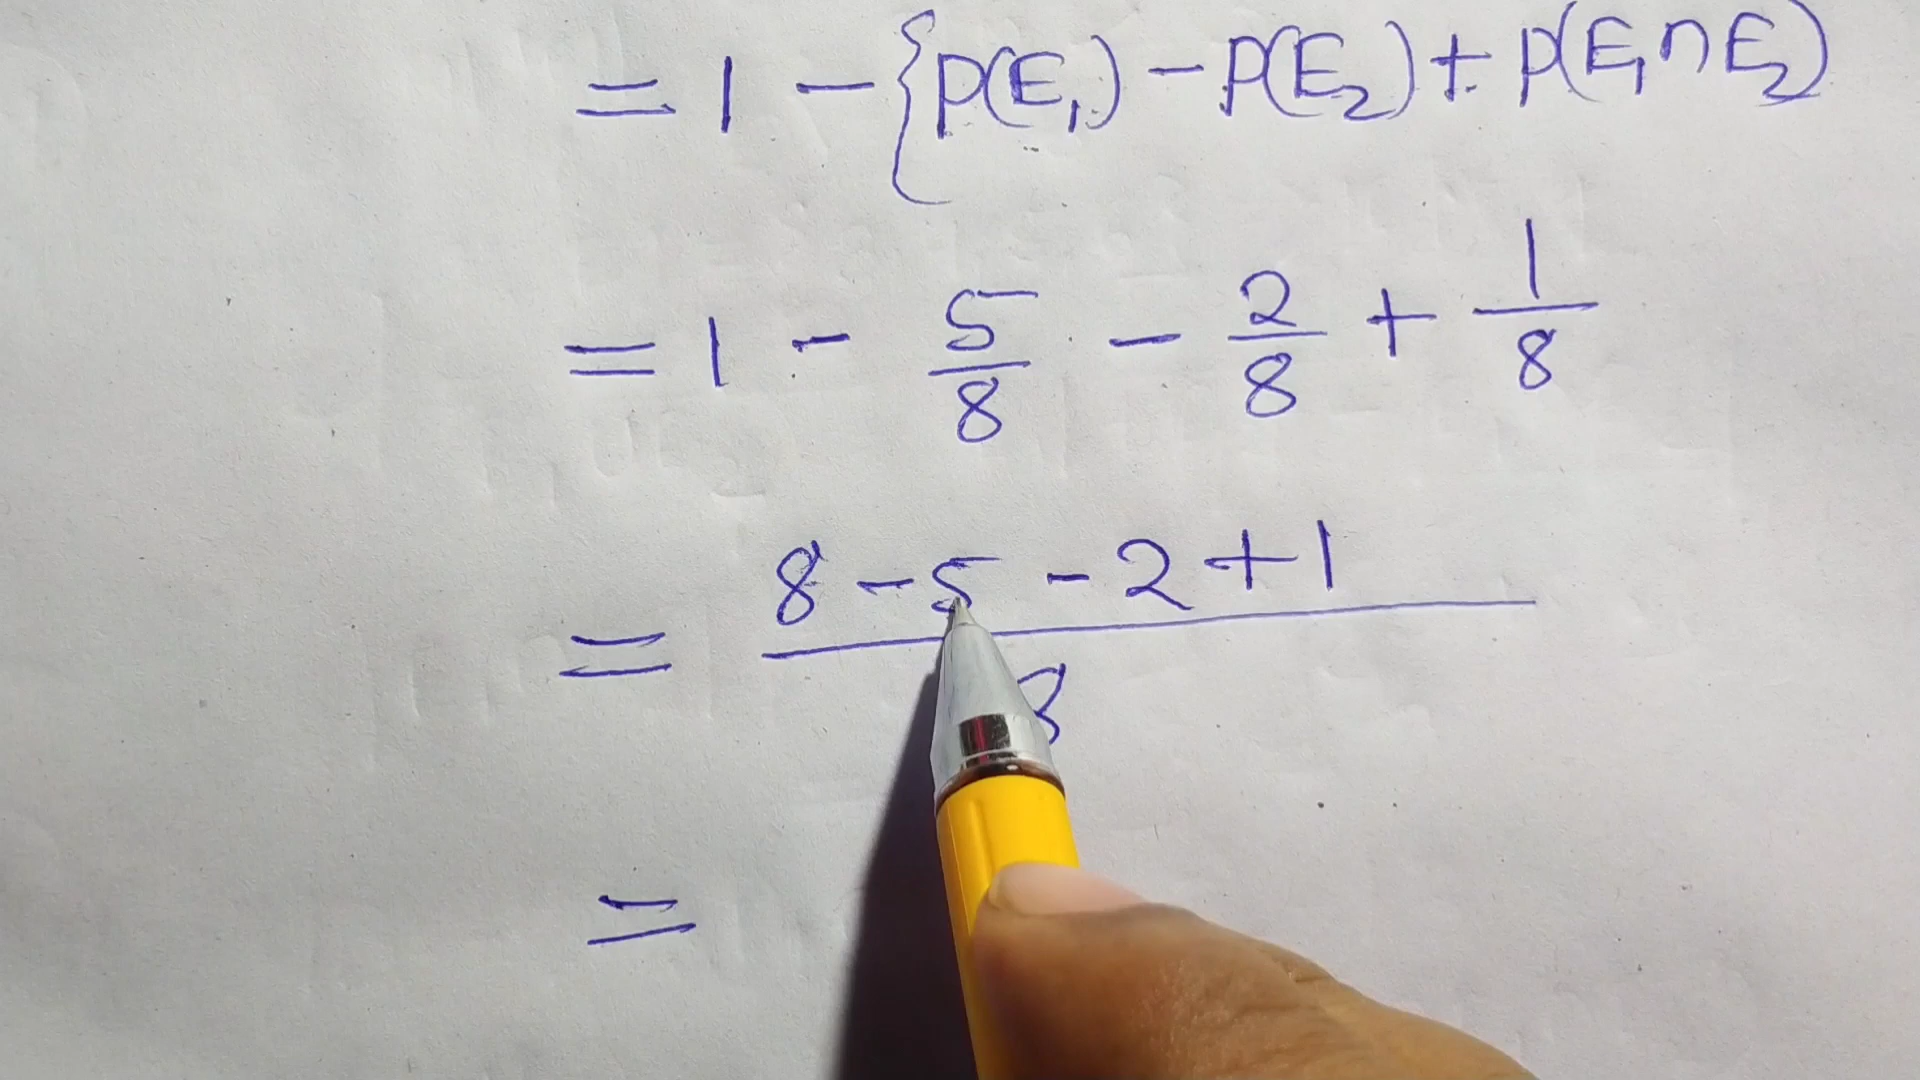 = 1 - {P(E₁) - P(E₂) + P(E₁∩E₂)
= 1 - 5/8 - 2/8 + 1/8
= (8 - 5 - 2 + 1)/8
=